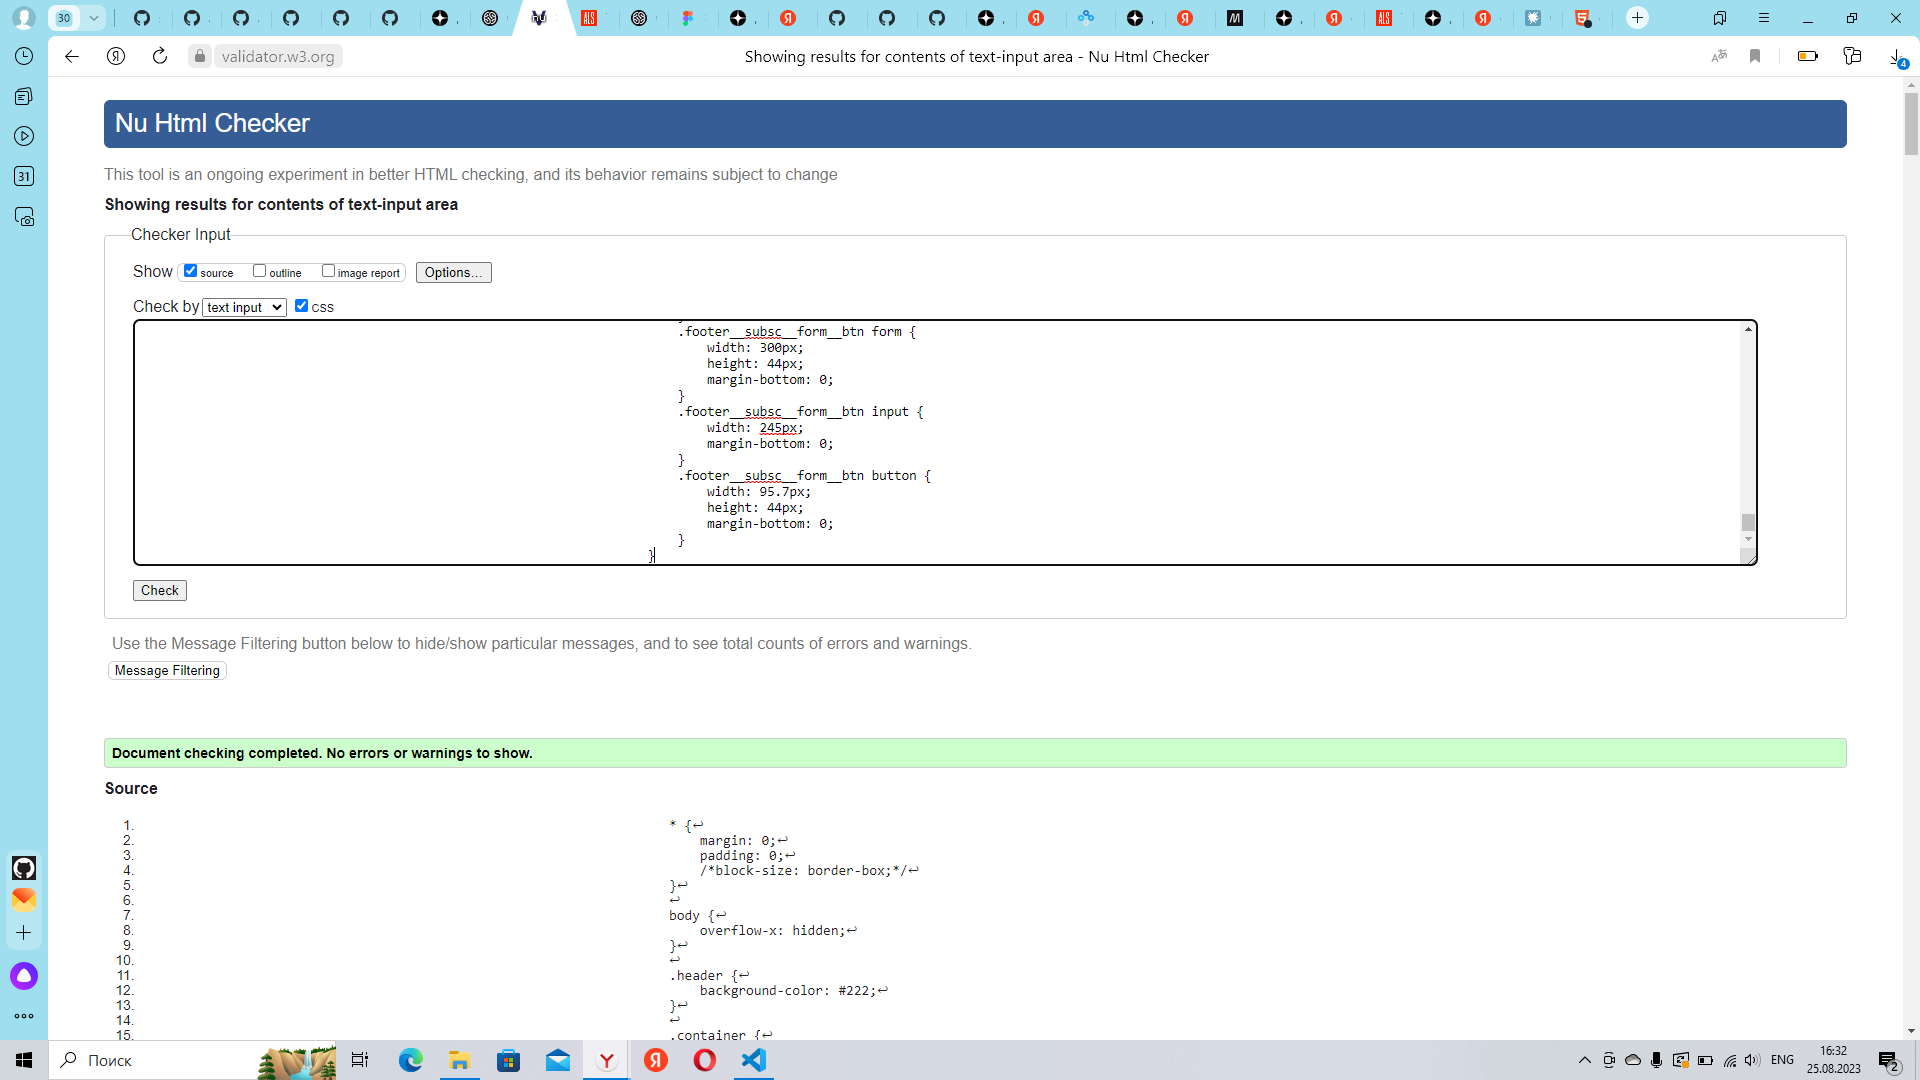 30
validator.w3.org
Showing results for contents of text-input area - Nu Html Checker
4
31
Nu Html Checker
This tool is an ongoing experiment in better HTML checking, and its behavior remains subject to change
Showing results for contents of text-input area
Checker Input
Show source outline image report Options...
Check by text input css
.footer__subsc__form__btn form {
width: 300px;
height: 44px;
margin-bottom: 0;
}
.footer__subsc__form__btn input {
width: 245px;
margin-bottom: 0;
}
.footer__subsc__form__btn button {
width: 95.7px;
height: 44px;
margin-bottom: 0;
}
}
Check
Use the Message Filtering button below to hide/show particular messages, and to see total counts of errors and warnings.
Message Filtering
Document checking completed. No errors or warnings to show.
Source
1. * {↩
2. margin: 0;↩
3. padding: 0;↩
4. /*block-size: border-box;*/↩
5. }↩
6. ↩
7. body {↩
8. overflow-x: hidden;↩
9. }↩
10. ↩
11. .header {↩
12. background-color: #222;↩
13. }↩
14. ↩
15. .container {↩
Поиск
ENG
16:32
25.08.2023
2